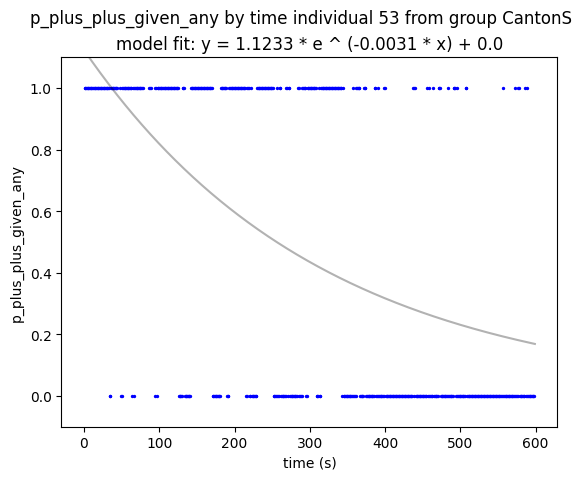 p_plus_plus_given_any by time individual 53 from group CantonS
model fit: y = 1.1233 * e ^ (-0.0031 * x) + 0.0
p_plus_plus_given_any
1.0
0.8
0.6
0.4
0.2
0.0
0 100 200 300 400 500 600
time (s)